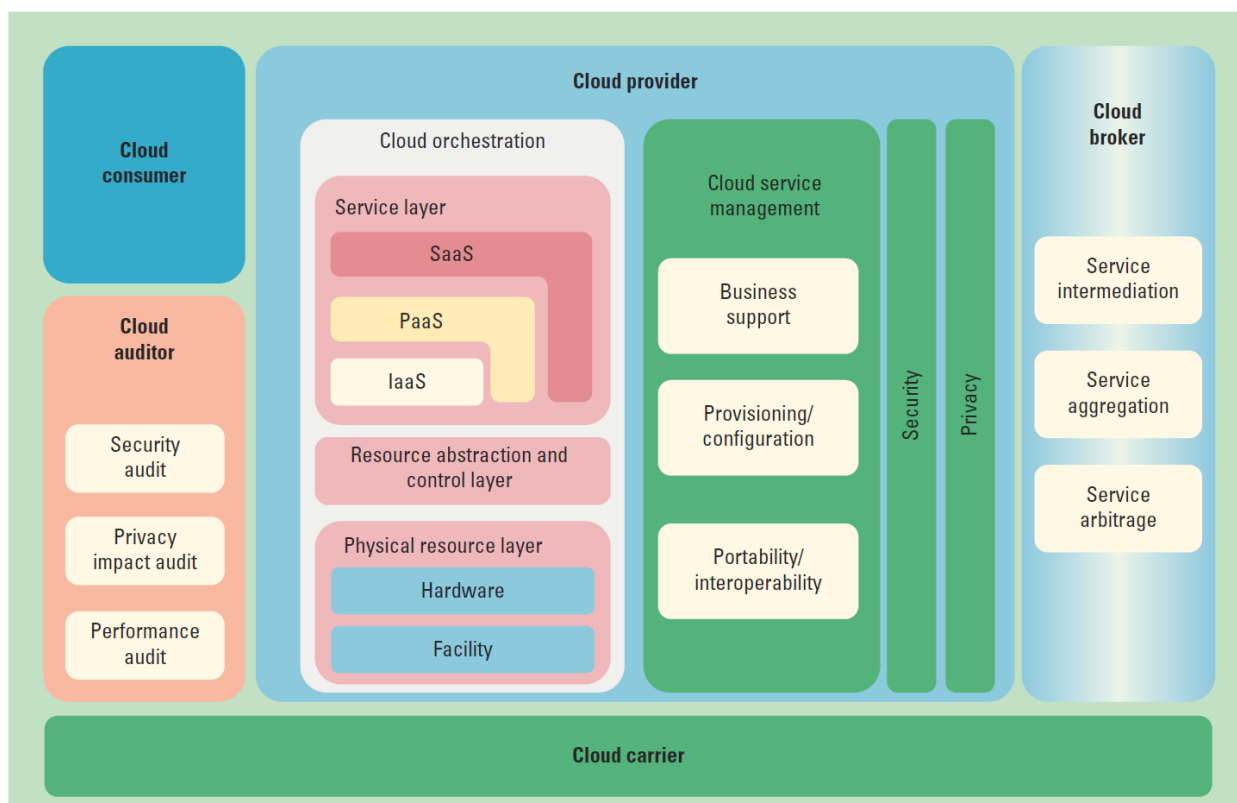 Cloud
consumer
Cloud
auditor
Security
audit
Privacy
impact audit
Performance
audit
Cloud provider
Cloud orchestration
Service layer
SaaS
PaaS
IaaS
Resource abstraction and
control layer
Physical resource layer
Hardware
Facility
Cloud service
management
Business
support
Provisioning/
configuration
Portability/
interoperability
Security
Privacy
Cloud
broker
Service
intermediation
Service
aggregation
Service
arbitrage
Cloud carrier